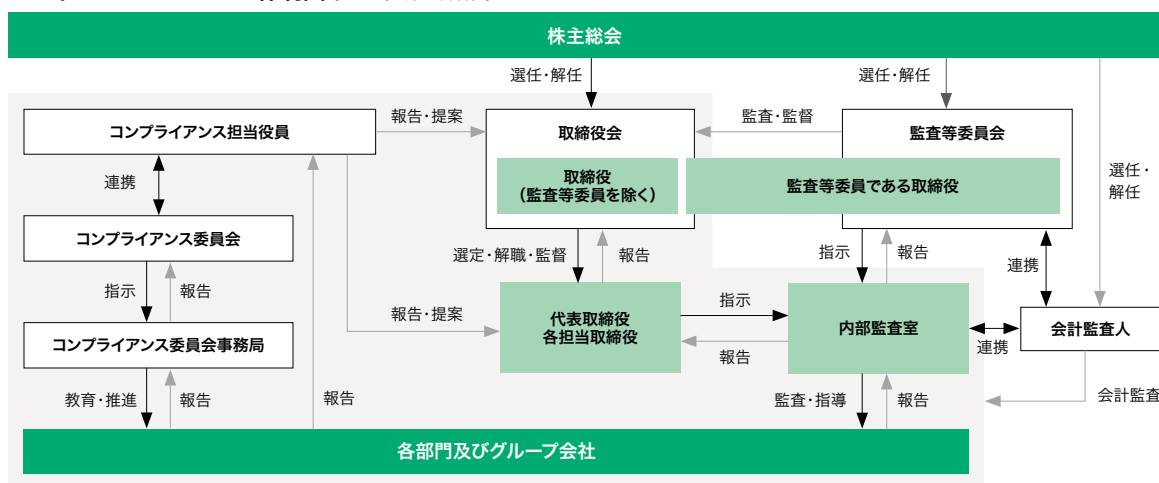 株主総会
選任・解任
選任・解任
選任・
解任
コンプライアンス担当役員
報告・提案
取締役会
監査・監督
監査等委員会
取締役
（監査等委員を除く）
監査等委員である取締役
連携
コンプライアンス委員会
選定・解職・監督
報告
指示
報告
連携
指示
報告
報告・提案
代表取締役
各担当取締役
指示
報告
内部監査室
連携
会計監査人
コンプライアンス委員会事務局
教育・推進
報告
報告
監査・指導
報告
会計監査
各部門及びグループ会社